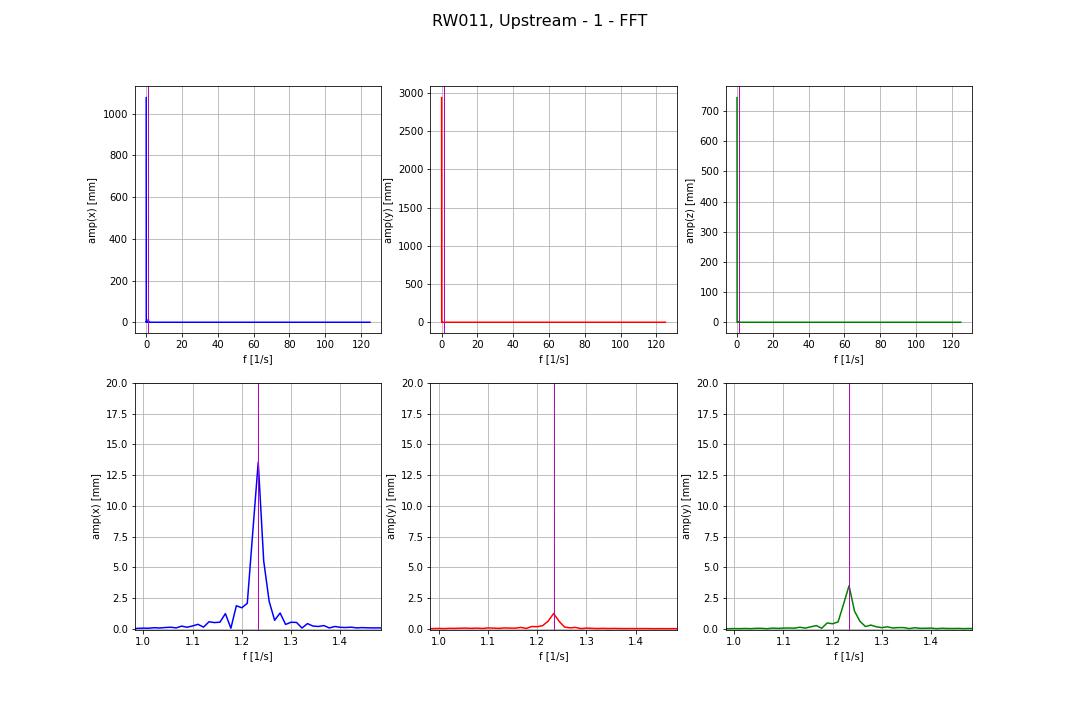 RW011, Upstream - 1 - FFT
amp(x) [mm]
1000
800
600
400
200
0
0 20 40 60 80 100 120
f [1/s]
amp(y) [mm]
3000
2500
2000
1500
1000
500
0
0 20 40 60 80 100 120
f [1/s]
amp(z) [mm]
700
600
500
400
300
200
100
0
0 20 40 60 80 100 120
f [1/s]
amp(x) [mm]
20.0
17.5
15.0
12.5
10.0
7.5
5.0
2.5
0.0
1.0 1.1 1.2 1.3 1.4
f [1/s]
amp(y) [mm]
20.0
17.5
15.0
12.5
10.0
7.5
5.0
2.5
0.0
1.0 1.1 1.2 1.3 1.4
f [1/s]
amp(y) [mm]
20.0
17.5
15.0
12.5
10.0
7.5
5.0
2.5
0.0
1.0 1.1 1.2 1.3 1.4
f [1/s]